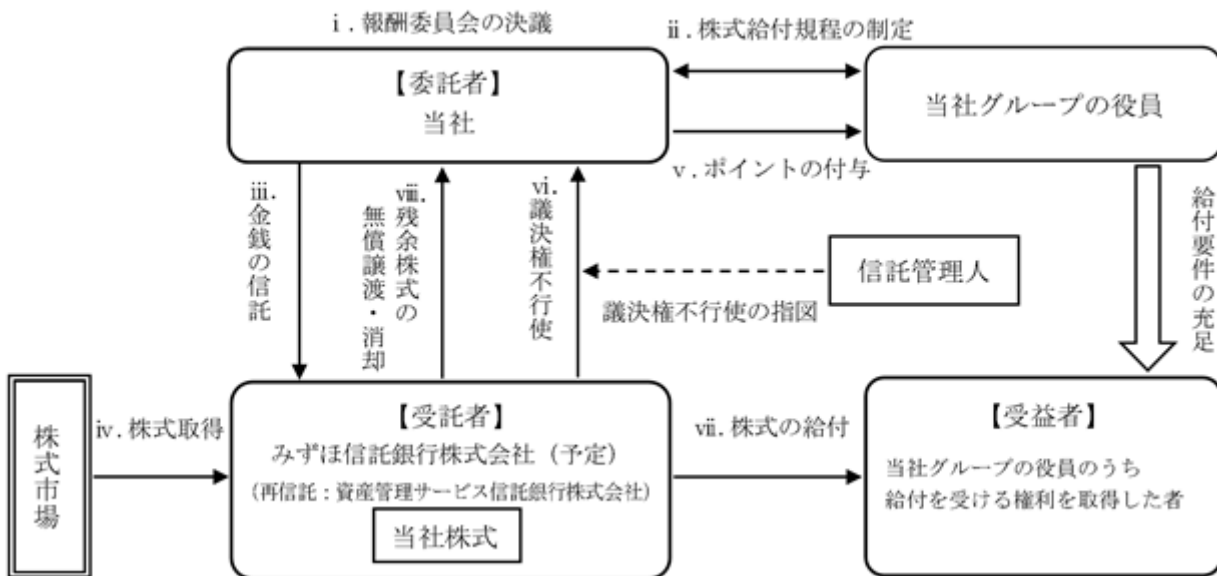 ⅰ.報酬委員会の決議
ⅱ.株式給付規程の制定
【委託者】
当社
当社グループの役員
ⅴ.ポイントの付与
ⅲ.金銭の信託
ⅷ.残余株式の
無償譲渡・消却
ⅵ.議決権不行使
信託管理人
議決権不行使の指図
給付要件の充足
株式市場
ⅳ.株式取得
【受託者】
みずほ信託銀行株式会社（予定）
（再信託：資産管理サービス信託銀行株式会社）
当社株式
ⅶ.株式の給付
【受益者】
当社グループの役員のうち
給付を受ける権利を取得した者